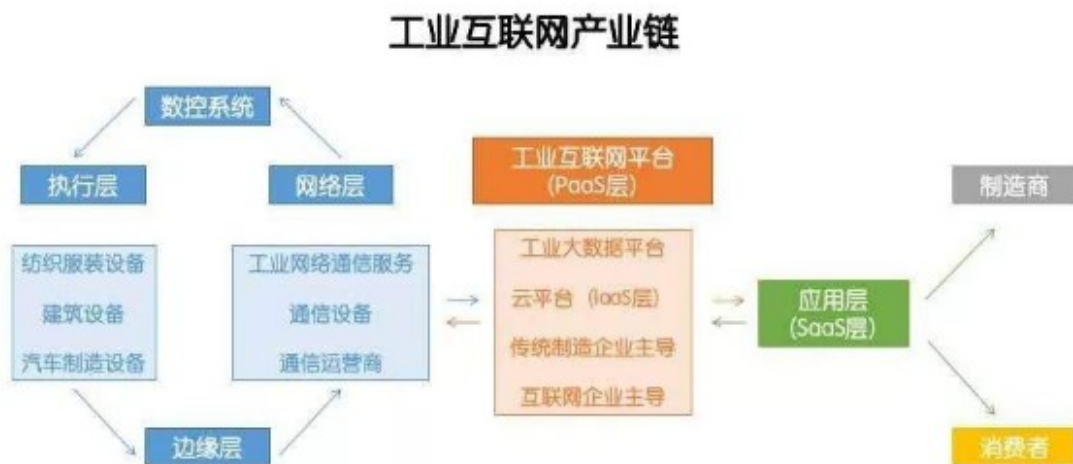 工业互联网产业链
数控系统
执行层
网络层
工业互联网平台
(PaaS层)
制造商
纺织服装设备
建筑设备
汽车制造设备
工业网络通信服务
通信设备
通信运营商
工业大数据平台
云平台（IaaS层）
传统制造企业主导
互联网企业主导
应用层
(SaaS层)
边缘层
消费者